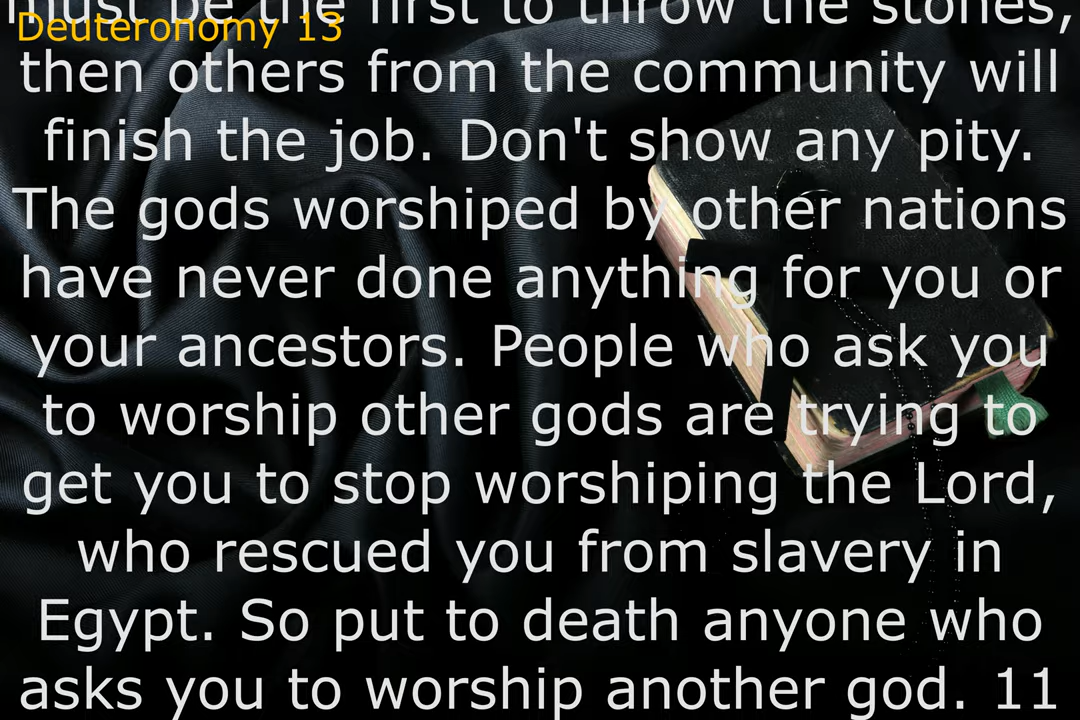 must be the first to throw the stones,
Deuteronomy 13
then others from the community will
finish the job. Don't show any pity.
The gods worshiped by other nations
have never done anything for you or
your ancestors. People who ask you
to worship other gods are trying to
get you to stop worshiping the Lord,
who rescued you from slavery in
Egypt. So put to death anyone who
asks you to worship another god. 11